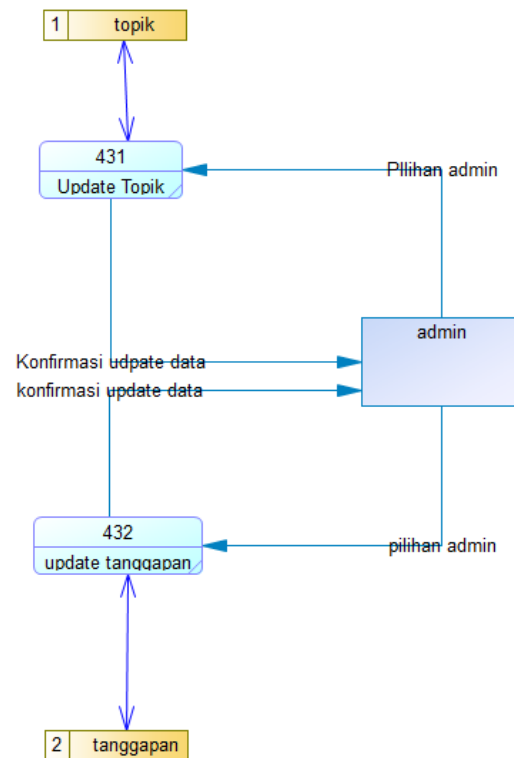 1 topik
431
Update Topik
PIlihan admin
admin
Konfirmasi udpate data
konfirmasi update data
432
update tanggapan
pilihan admin
2 tanggapan